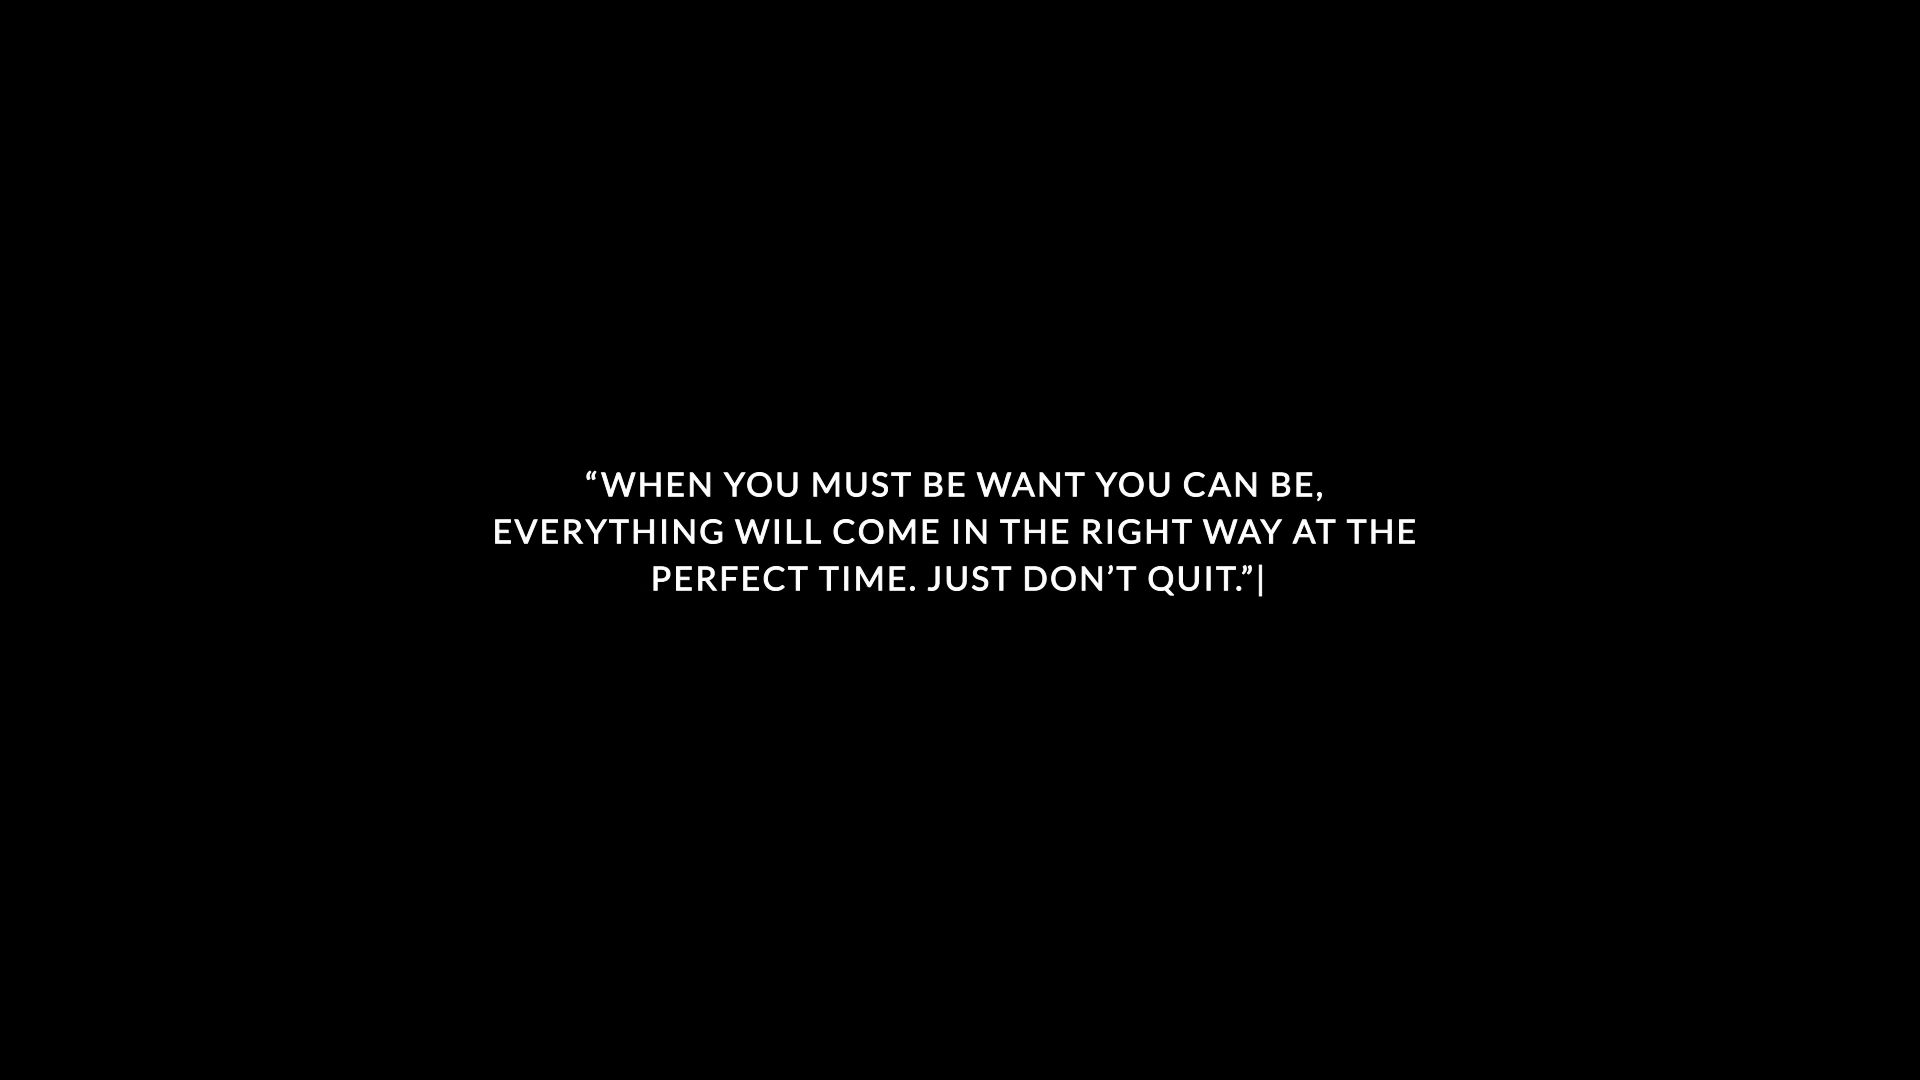 “WHEN YOU MUST BE WANT YOU CAN BE,
EVERYTHING WILL COME IN THE RIGHT WAY AT THE
PERFECT TIME. JUST DON’T QUIT.”|